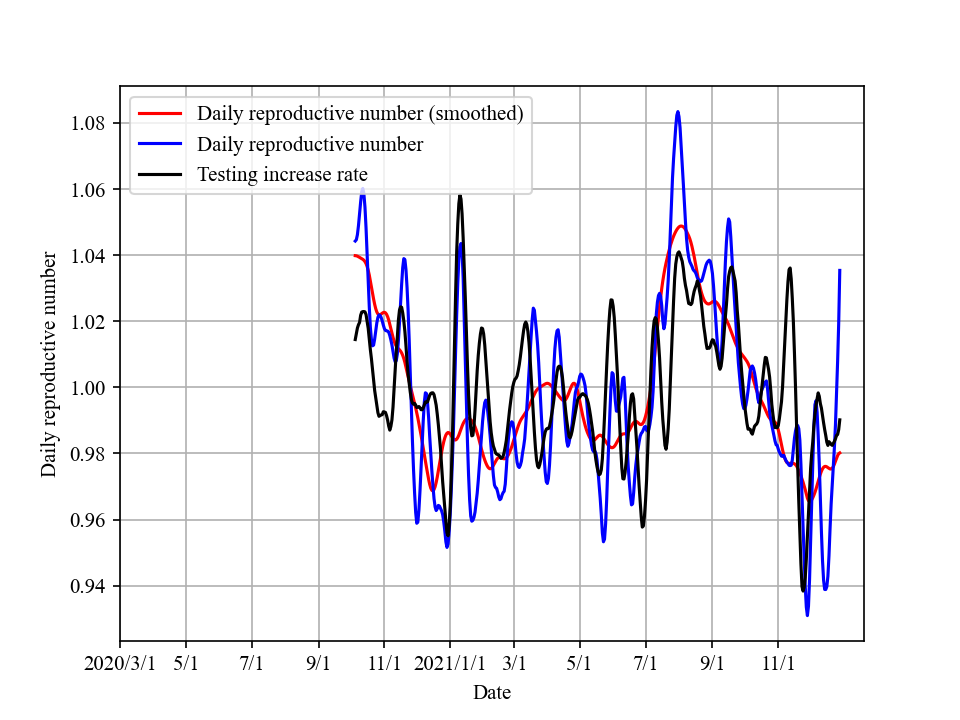 Daily reproductive number (smoothed)
Daily reproductive number
Testing increase rate
Daily reproductive number
1.08
1.06
1.04
1.02
1.00
0.98
0.96
0.94
2020/3/1 5/1 7/1 9/1 11/1 2021/1/1 3/1 5/1 7/1 9/1 11/1
Date